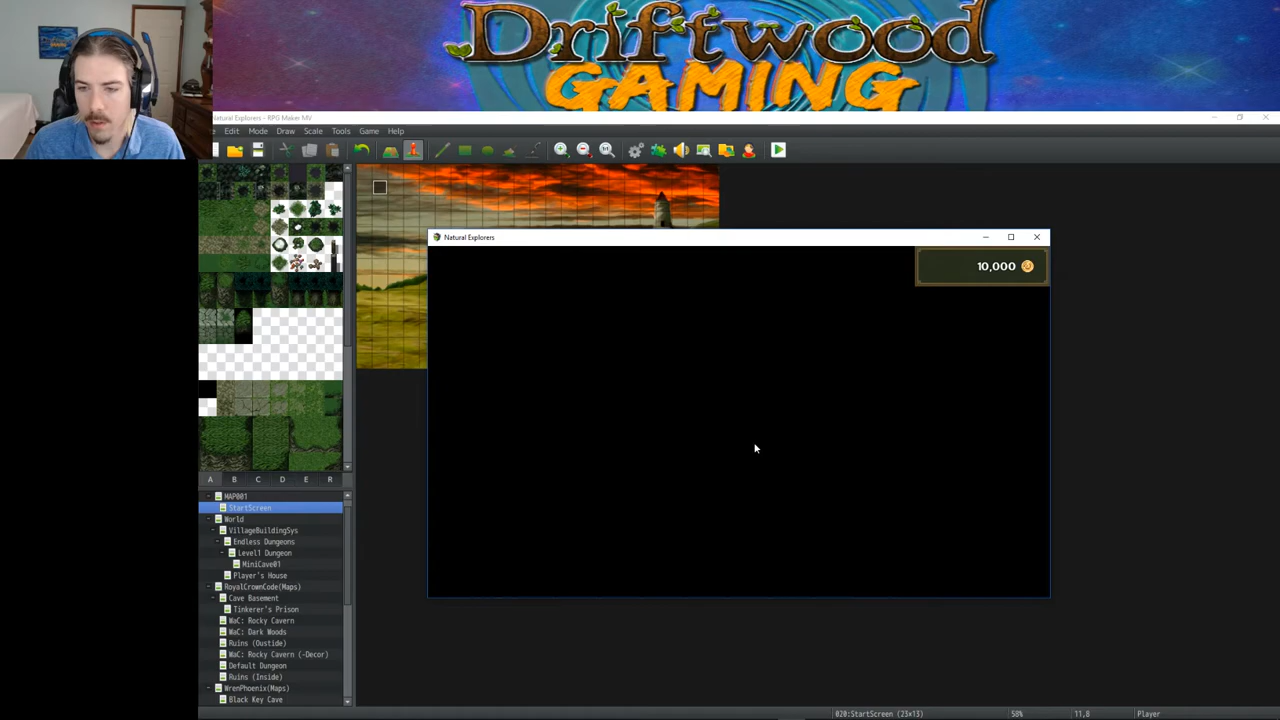 Driftwood
GAMING
Natural Explorers - RPG Maker MV
Edit Mode Draw Scale Tools Game Help
Natural Explorers
10,000
A B C D E R
MAP001
StartScreen
World
VillageBuildingSys
Endless Dungeons
Level1 Dungeon
MiniCave01
Player's House
RoyalCrownCode(Maps)
Cave Basement
Tinkerer's Prison
WaC: Rocky Cavern
WaC: Dark Woods
Ruins (Oustide)
WaC: Rocky Cavern (-Decor)
Default Dungeon
Ruins (Inside)
WrenPhoenix(Maps)
Black Key Cave
020:StartScreen (23×13) 58% 11,8 Player